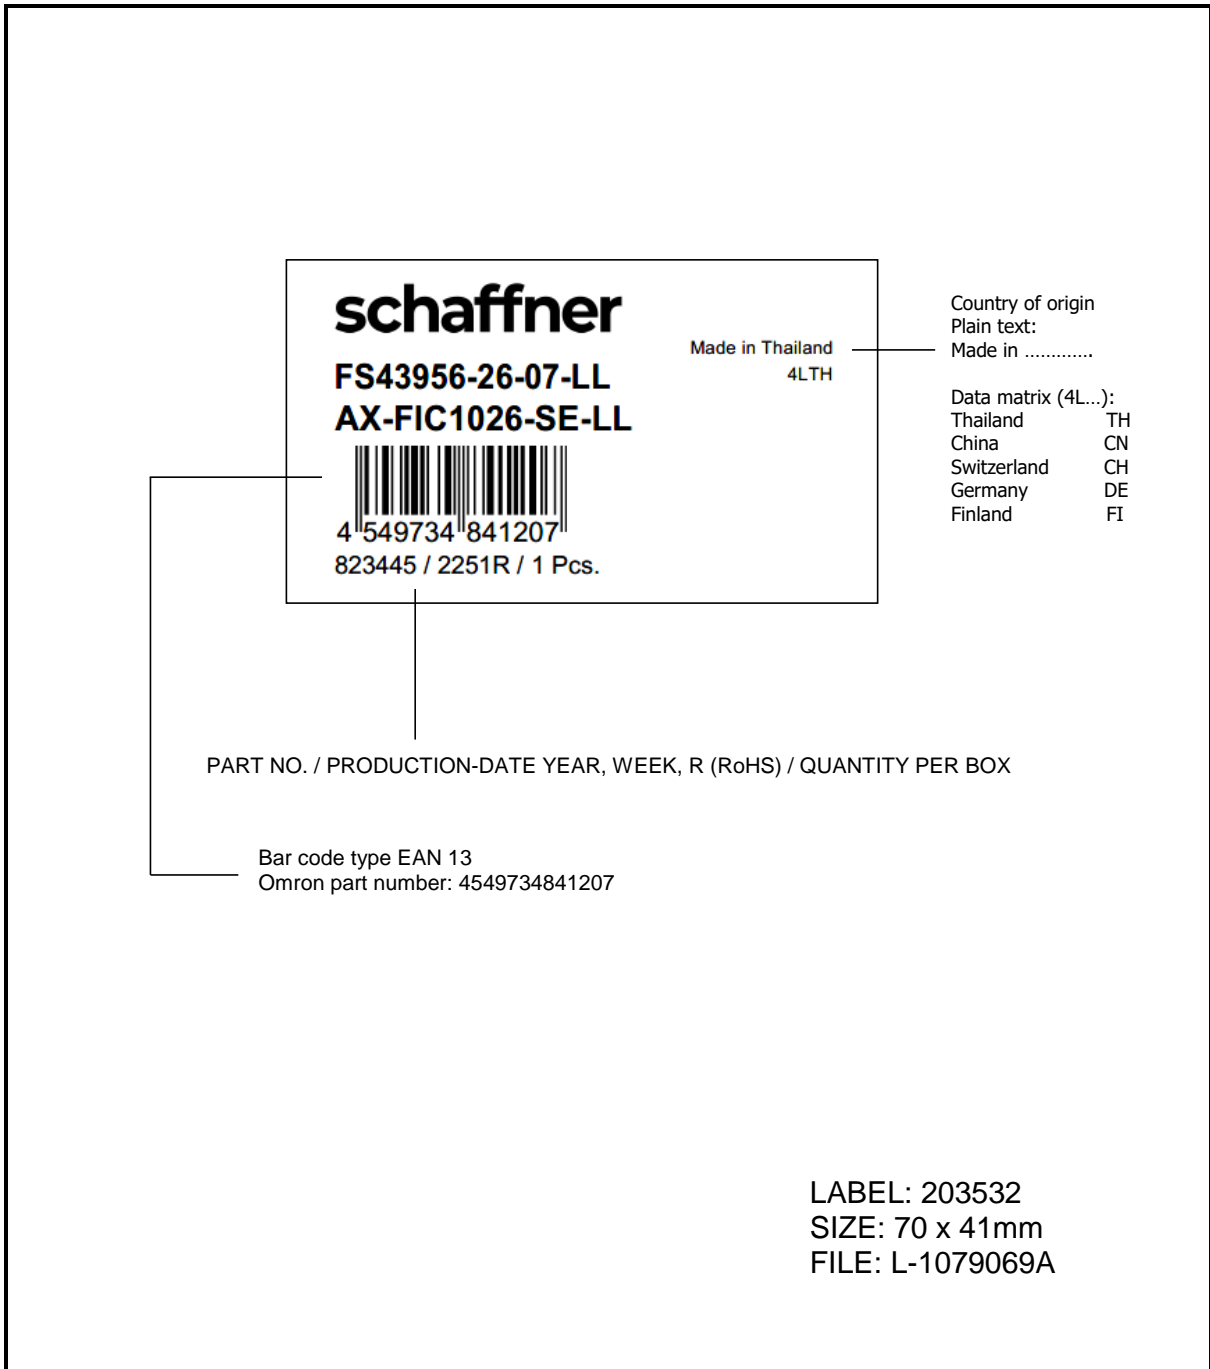 schaffner
Made in Thailand
4LTH
FS43956-26-07-LL
AX-FIC1026-SE-LL
4 549734 841207
823445 / 2251R / 1 Pcs.
Country of origin
Plain text:
Made in .............
Data matrix (4L...):
Thailand TH
China CN
Switzerland CH
Germany DE
Finland FI
PART NO. / PRODUCTION-DATE YEAR, WEEK, R (RoHS) / QUANTITY PER BOX
Bar code type EAN 13
Omron part number: 4549734841207
LABEL: 203532
SIZE: 70 x 41mm
FILE: L-1079069A